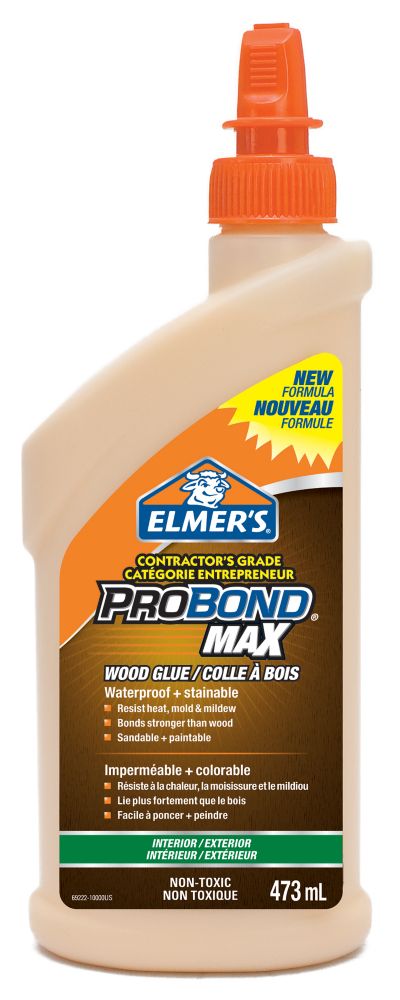 NEW
FORMULA
NOUVEAU
FORMULE
ELMER'S®
CONTRACTOR'S GRADE
CATÉGORIE ENTREPRENEUR
PROBOND®
MAX
WOOD GLUE / COLLE À BOIS
Waterproof + stainable
Resist heat, mold & mildew
Bonds stronger than wood
Sandable + paintable
Imperméable + colorable
Résiste à la chaleur, la moisissure et le mildiou
Lie plus fortement que le bois
Facile à poncer + peindre
INTERIOR / EXTERIOR
INTÉRIEUR / EXTÉRIEUR
NON-TOXIC
NON TOXIQUE
473 mL
69222-10000US